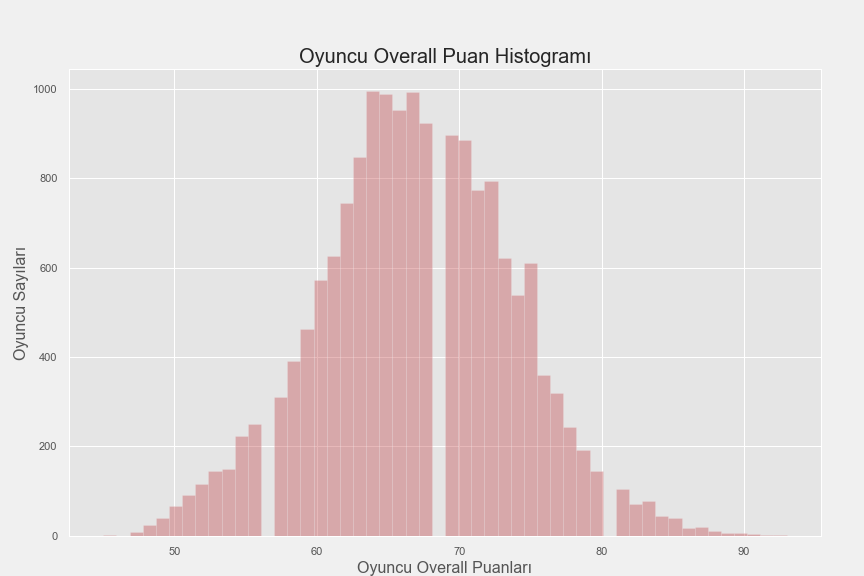 Oyuncu Overall Puan Histogramı
1000
800
600
400
200
0
Oyuncu Sayıları
50 60 70 80 90
Oyuncu Overall Puanları